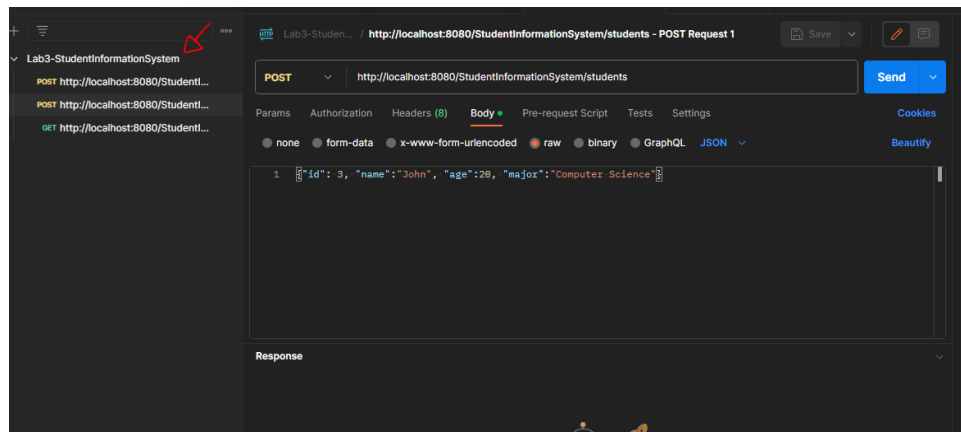 +
Lab3-StudentInformationSystem
POST http://localhost:8080/StudentI...
POST http://localhost:8080/StudentI...
GET http://localhost:8080/StudentI...
HTTP Lab3-Studen... / http://localhost:8080/StudentInformationSystem/students - POST Request 1 Save
POST http://localhost:8080/StudentInformationSystem/students Send
Params Authorization Headers (8) Body Pre-request Script Tests Settings Cookies
none form-data x-www-form-urlencoded raw binary GraphQL JSON Beautify
1 {"id": 3, "name":"John", "age":20, "major":"Computer Science"}
Response